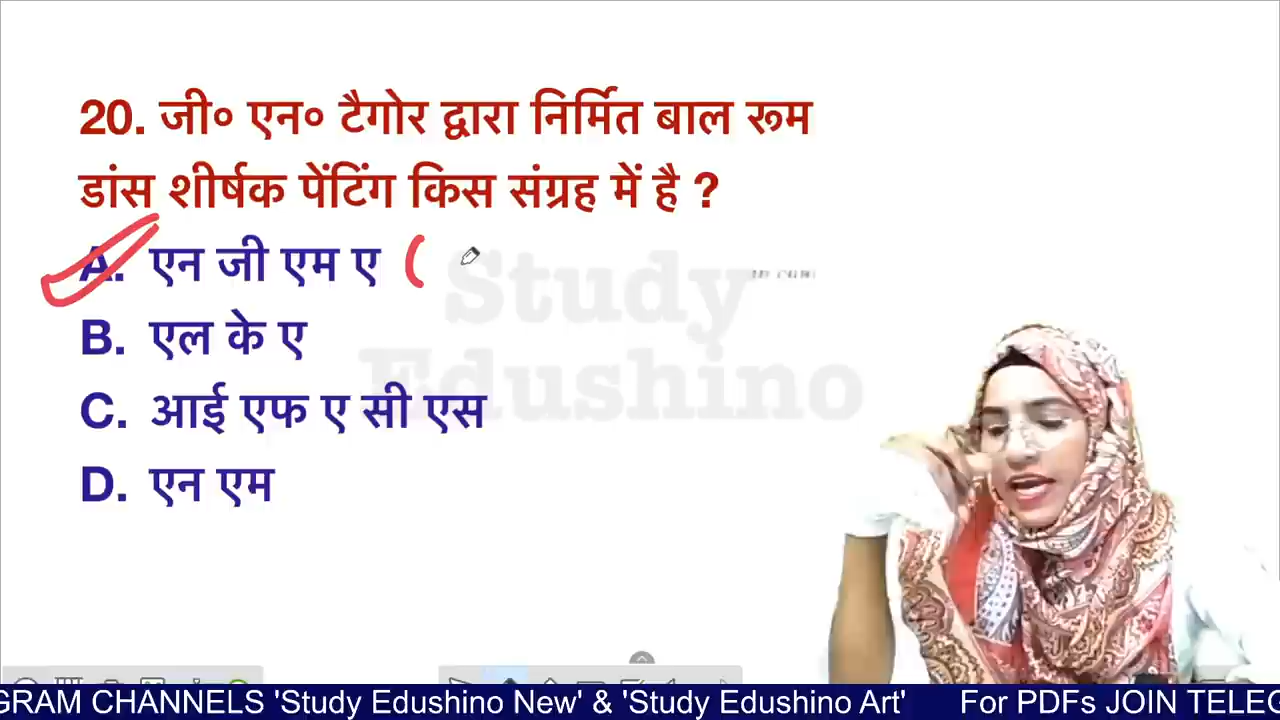 20. जी॰ एन॰ टैगोर द्वारा निर्मित बाल रूम
डांस शीर्षक पेंटिंग किस संग्रह में है ?
A. एन जी एम ए (
B. एल के ए
C. आई एफ ए सी एस
D. एन एम
Study
Edushino
GRAM CHANNELS 'Study Edushino New' & 'Study Edushino Art' For PDFs JOIN TELEG